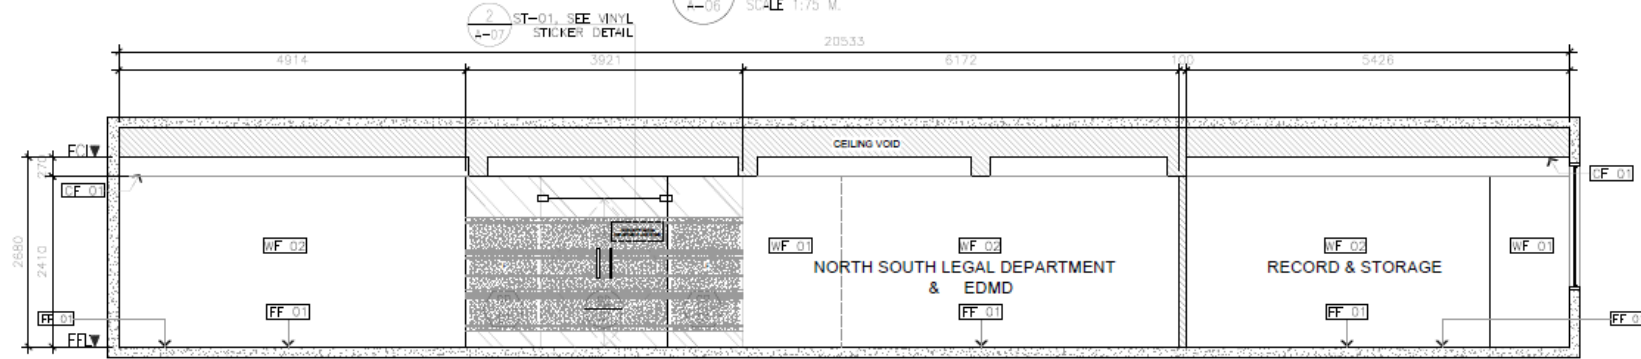 2
A-07
ST-01, SEE VINYL
STICKER DETAIL
A-06
SCALE 1:75 M.
20533
4914
3921
6172
100
5426
CEILING VOID
FCL
270
CF 01
CF 01
2680
2410
WF 02
WF 01
WF 02
WF 02
WF 01
NORTH SOUTH LEGAL DEPARTMENT
& EDMD
RECORD & STORAGE
FF 01
FF 01
FF 01
FF 01
FFL